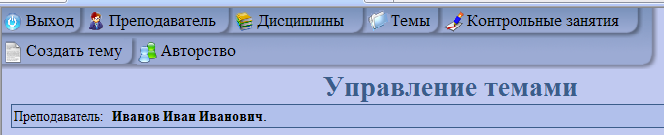 Выход Преподаватель Дисциплины Темы Контрольные занятия
Создать тему Авторство
Управление темами
Преподаватель: Иванов Иван Иванович.